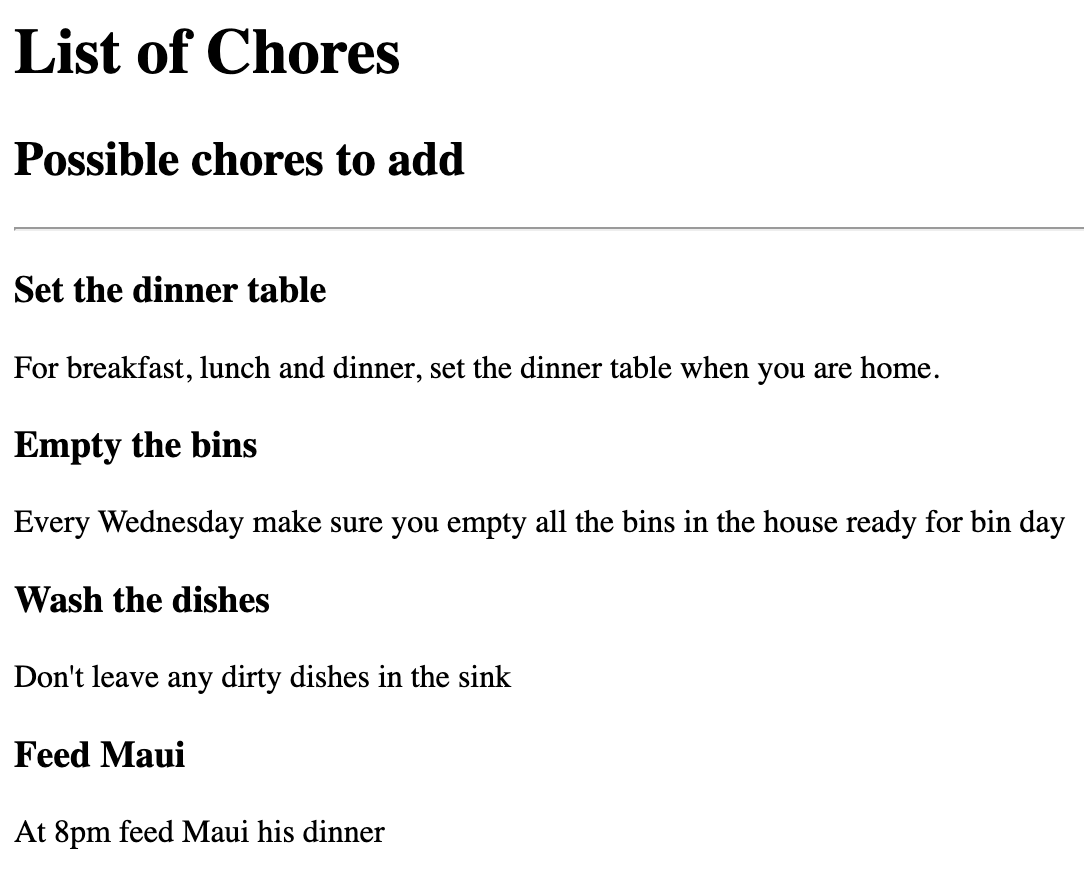 List of Chores
Possible chores to add
Set the dinner table
For breakfast, lunch and dinner, set the dinner table when you are home.
Empty the bins
Every Wednesday make sure you empty all the bins in the house ready for bin day
Wash the dishes
Don't leave any dirty dishes in the sink
Feed Maui
At 8pm feed Maui his dinner